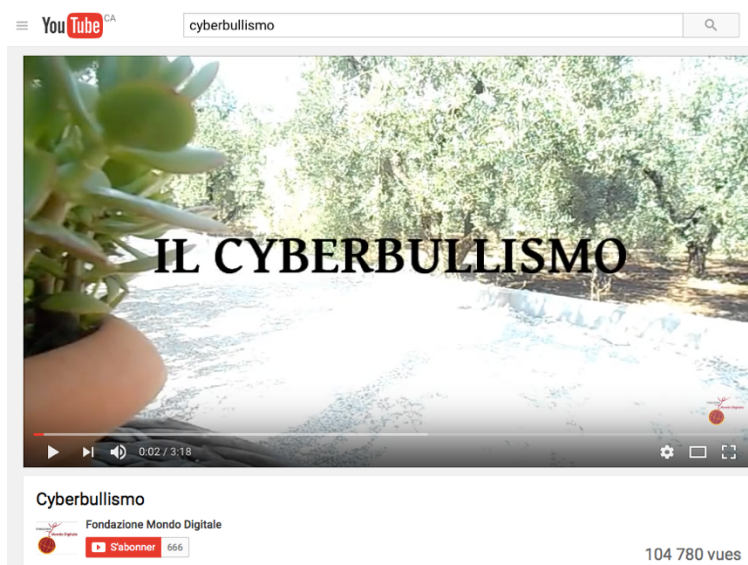 YouTube CA
cyberbullismo
IL CYBERBULLISMO
0:02 / 3:18
Cyberbullismo
Fondazione Mondo Digitale
S'abonner 666
104 780 vues